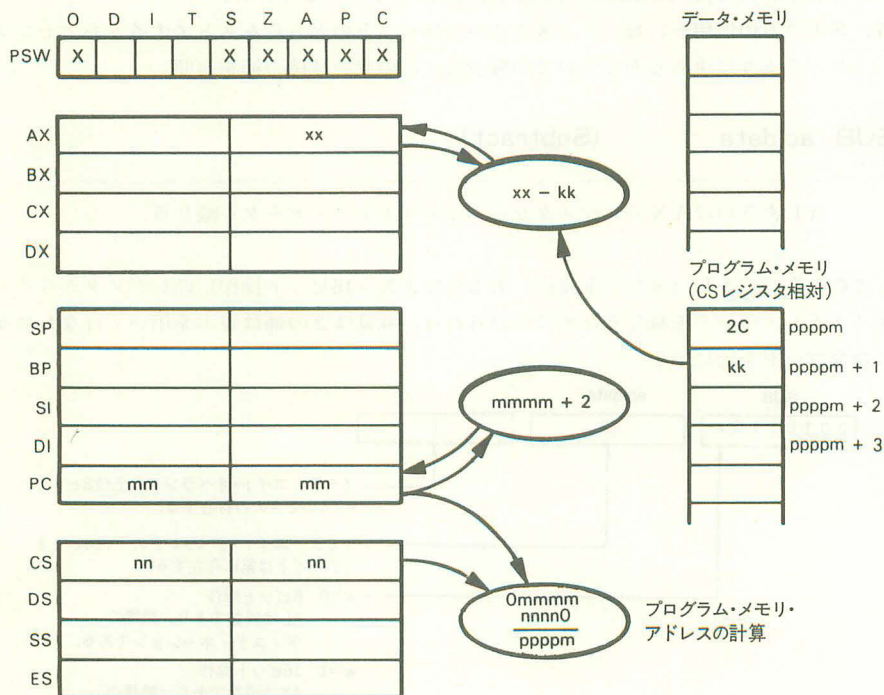 O D I T S Z A P C
PSW X X X X X X
データ・メモリ
AX xx
BX
CX
DX
xx − kk
プログラム・メモリ
(CSレジスタ相対)
2C ppppm
kk ppppm + 1
ppppm + 2
ppppm + 3
SP
BP
SI
DI
PC mm mm
mmmm + 2
CS nn nn
DS
SS
ES
0mmmm
nnnn0
ppppm
プログラム・メモリ・
アドレスの計算